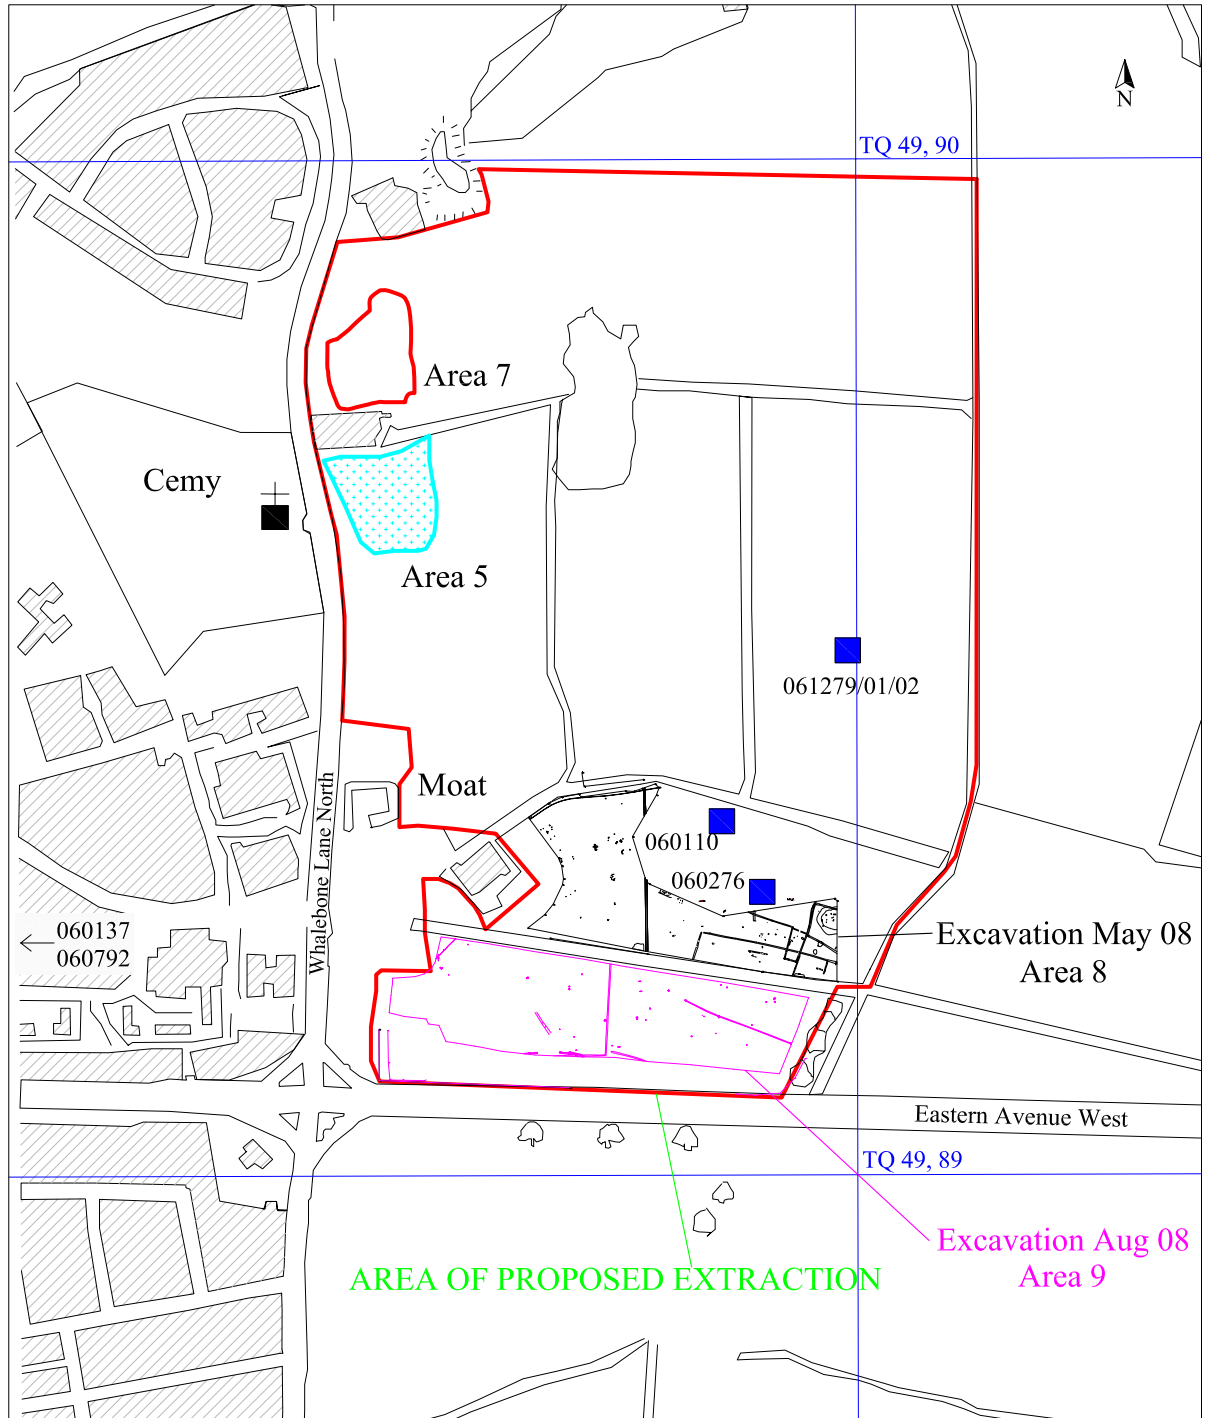 N
TQ 49, 90
Area 7
Cemy
Area 5
061279/01/02
Moat
Whalebone Lane North
060110
060276
060137
060792
Excavation May 08
Area 8
Eastern Avenue West
TQ 49, 89
Excavation Aug 08
Area 9
AREA OF PROPOSED EXTRACTION